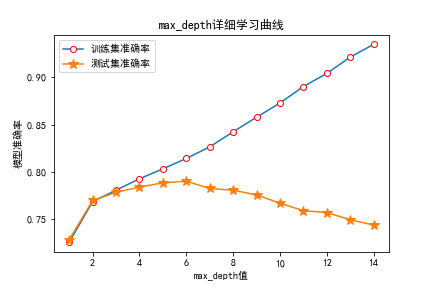 max_depth详细学习曲线
训练集准确率
测试集准确率
模型准确率
0.90
0.85
0.80
0.75
2 4 6 8 10 12 14
max_depth值